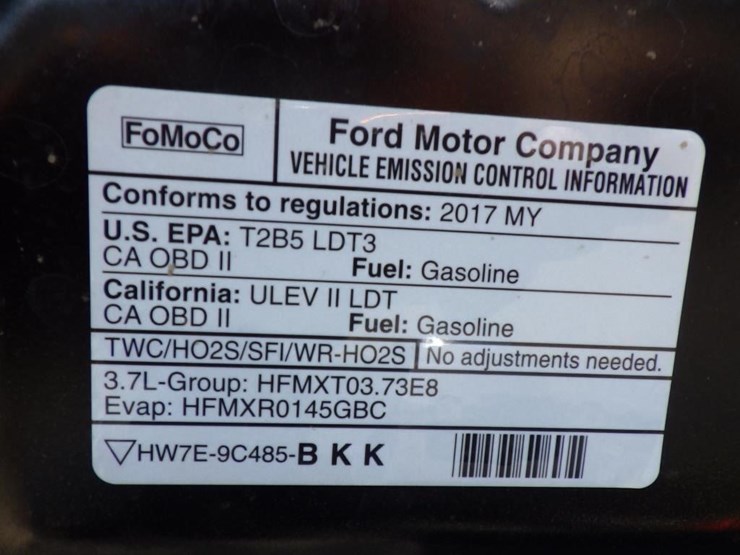 FoMoCo
Ford Motor Company
VEHICLE EMISSION CONTROL INFORMATION
Conforms to regulations: 2017 MY
U.S. EPA: T2B5 LDT3
CA OBD II Fuel: Gasoline
California: ULEV II LDT
CA OBD II Fuel: Gasoline
TWC/HO2S/SFI/WR-HO2S No adjustments needed.
3.7L-Group: HFMXT03.73E8
Evap: HFMXR0145GBC
HW7E-9C485-B K K